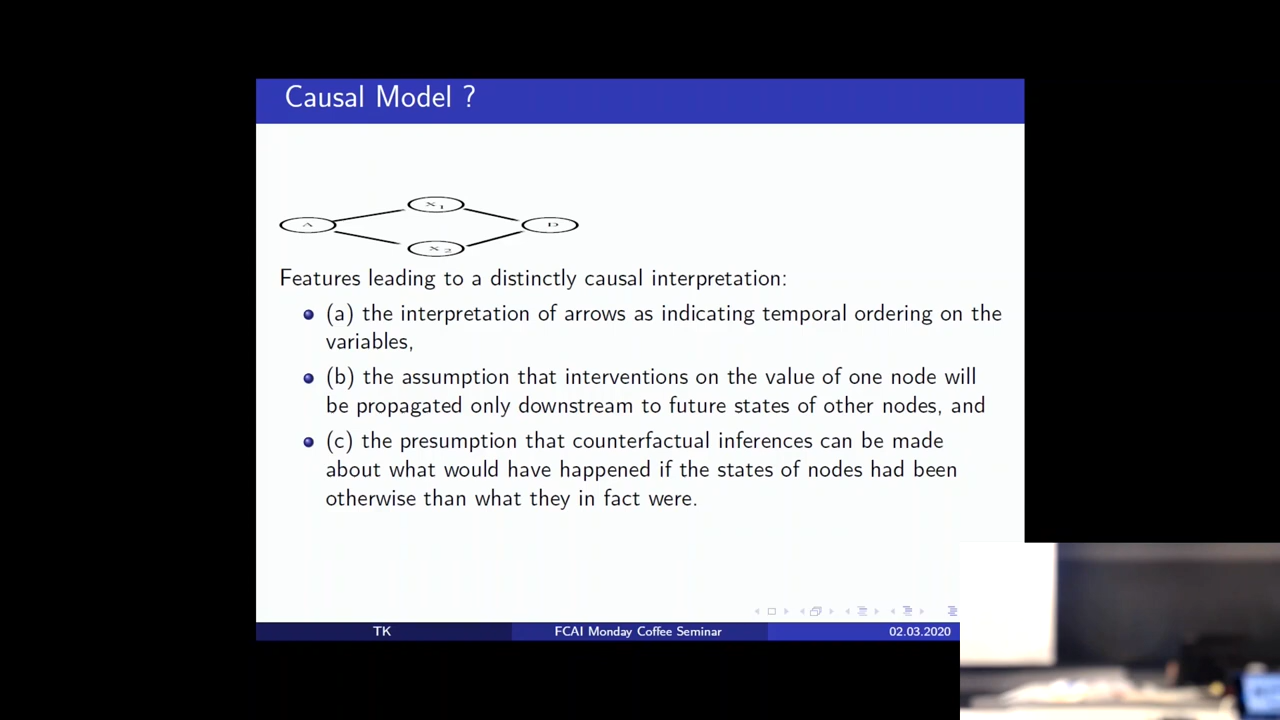 Causal Model ?
X1
A
D
X2
Features leading to a distinctly causal interpretation:
(a) the interpretation of arrows as indicating temporal ordering on the
variables,
(b) the assumption that interventions on the value of one node will
be propagated only downstream to future states of other nodes, and
(c) the presumption that counterfactual inferences can be made
about what would have happened if the states of nodes had been
otherwise than what they in fact were.
TK FCAI Monday Coffee Seminar 02.03.2020